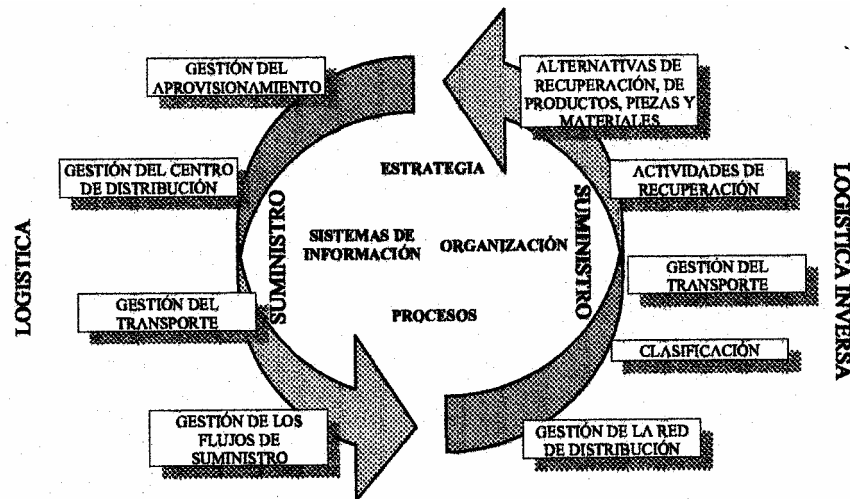 GESTIÓN DEL
APROVISIONAMIENTO
ALTERNATIVAS DE
RECUPERACIÓN, DE
PRODUCTOS, PIEZAS Y
MATERIALES
ESTRATEGIA
GESTIÓN DEL CENTRO
DE DISTRIBUCIÓN
ACTIVIDADES DE
RECUPERACIÓN
LOGISTICA
SUMINISTRO
SISTEMAS DE
INFORMACIÓN
ORGANIZACIÓN
SUMINISTRO
LOGISTICA INVERSA
GESTIÓN DEL
TRANSPORTE
GESTIÓN DEL
TRANSPORTE
PROCESOS
CLASIFICACIÓN
GESTIÓN DE LOS
FLUJOS DE
SUMINISTRO
GESTIÓN DE LA RED
DE DISTRIBUCIÓN